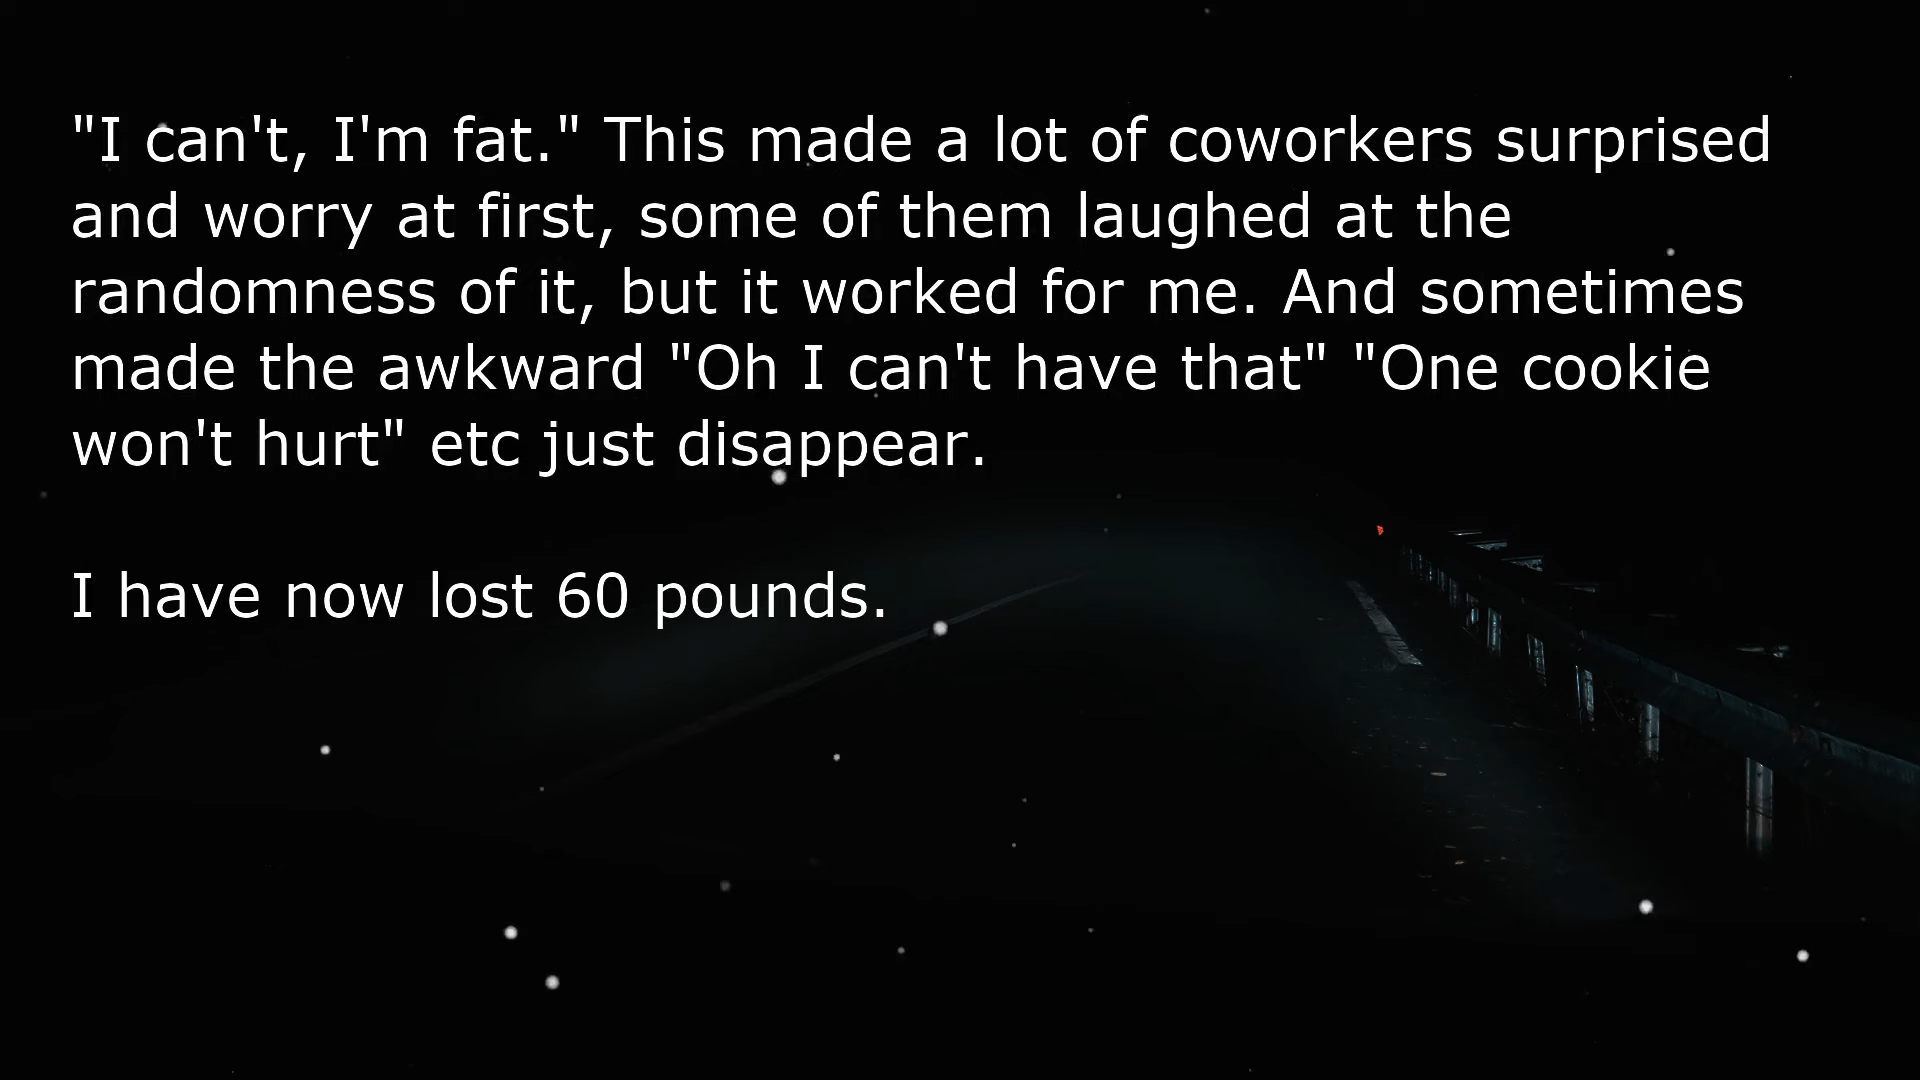 "I can't, I'm fat." This made a lot of coworkers surprised
and worry at first, some of them laughed at the
randomness of it, but it worked for me. And sometimes
made the awkward "Oh I can't have that" "One cookie
won't hurt" etc just disappear.
I have now lost 60 pounds.